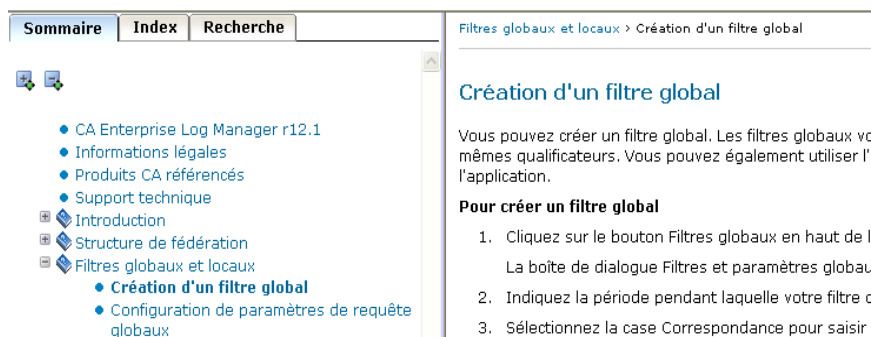 Sommaire Index Recherche
CA Enterprise Log Manager r12.1
Informations légales
Produits CA référencés
Support technique
Introduction
Structure de fédération
Filtres globaux et locaux
Création d'un filtre global
Configuration de paramètres de requête
globaux
Filtres globaux et locaux > Création d'un filtre global
Création d'un filtre global
Vous pouvez créer un filtre global. Les filtres globaux
mêmes qualificateurs. Vous pouvez également utiliser l'
l'application.
Pour créer un filtre global
1. Cliquez sur le bouton Filtres globaux en haut de
La boîte de dialogue Filtres et paramètres
2. Indiquez la période pendant laquelle votre filtre
3. Sélectionnez la case Correspondance pour saisir